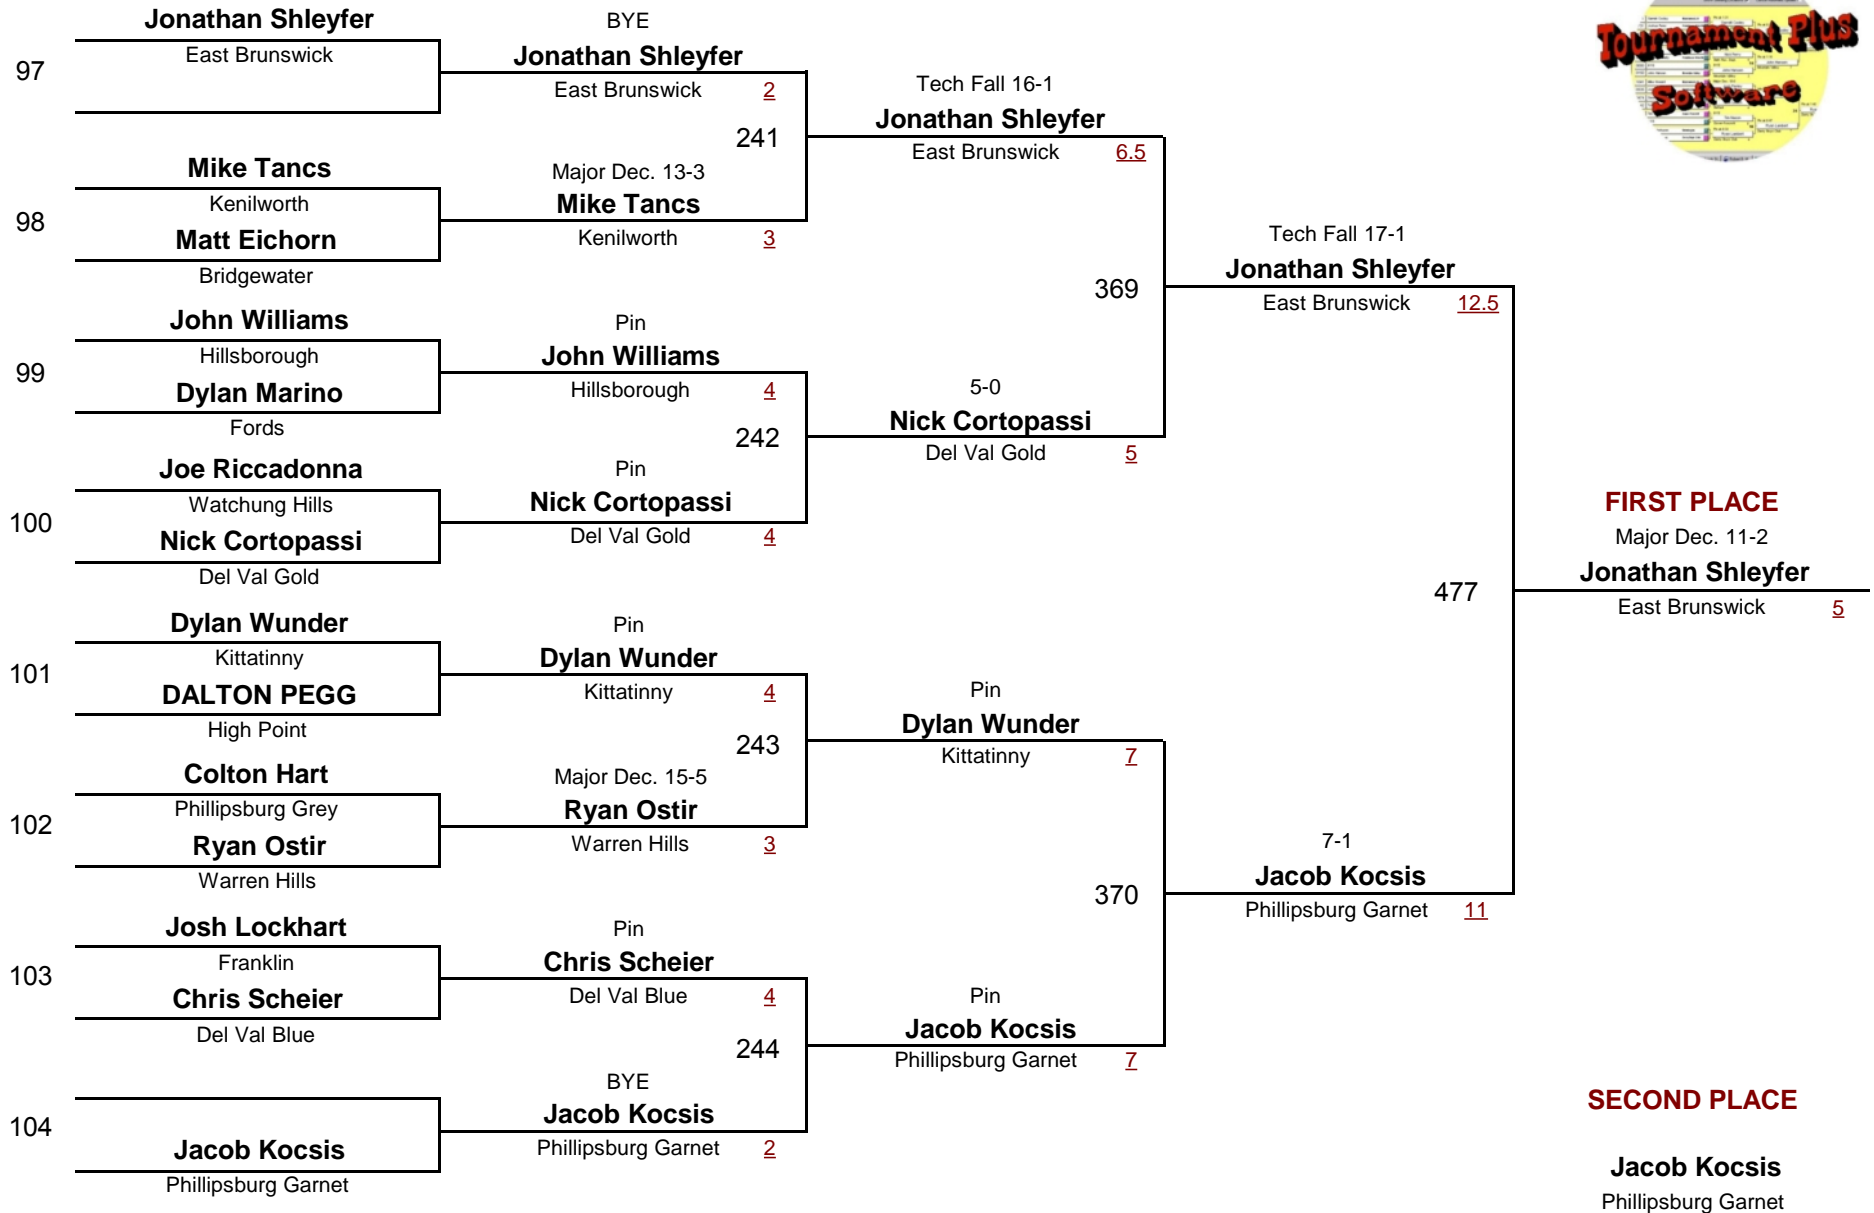 Jonathan Shleyfer
East Brunswick
97
Mike Tancs
Kenilworth
98
Matt Eichorn
Bridgewater
John Williams
Hillsborough
99
Dylan Marino
Fords
Joe Riccadonna
Watchung Hills
100
Nick Cortopassi
Del Val Gold
Dylan Wunder
Kittatinny
101
DALTON PEGG
High Point
Colton Hart
Phillipsburg Grey
102
Ryan Ostir
Warren Hills
Josh Lockhart
Franklin
103
Chris Scheier
Del Val Blue
104
Jacob Kocsis
Phillipsburg Garnet
BYE
Jonathan Shleyfer
East Brunswick 2
241
Major Dec. 13-3
Mike Tancs
Kenilworth 3
Pin
John Williams
Hillsborough 4
242
Pin
Nick Cortopassi
Del Val Gold 4
Pin
Dylan Wunder
Kittatinny 4
243
Major Dec. 15-5
Ryan Ostir
Warren Hills 3
Pin
Chris Scheier
Del Val Blue 4
244
BYE
Jacob Kocsis
Phillipsburg Garnet 2
Tech Fall 16-1
Jonathan Shleyfer
East Brunswick 6.5
369
5-0
Nick Cortopassi
Del Val Gold 5
Pin
Dylan Wunder
Kittatinny 7
370
Pin
Jacob Kocsis
Phillipsburg Garnet 7
Tech Fall 17-1
Jonathan Shleyfer
East Brunswick 12.5
477
7-1
Jacob Kocsis
Phillipsburg Garnet 11
Tournament Plus
Software
FIRST PLACE
Major Dec. 11-2
Jonathan Shleyfer
East Brunswick 5
SECOND PLACE
Jacob Kocsis
Phillipsburg Garnet